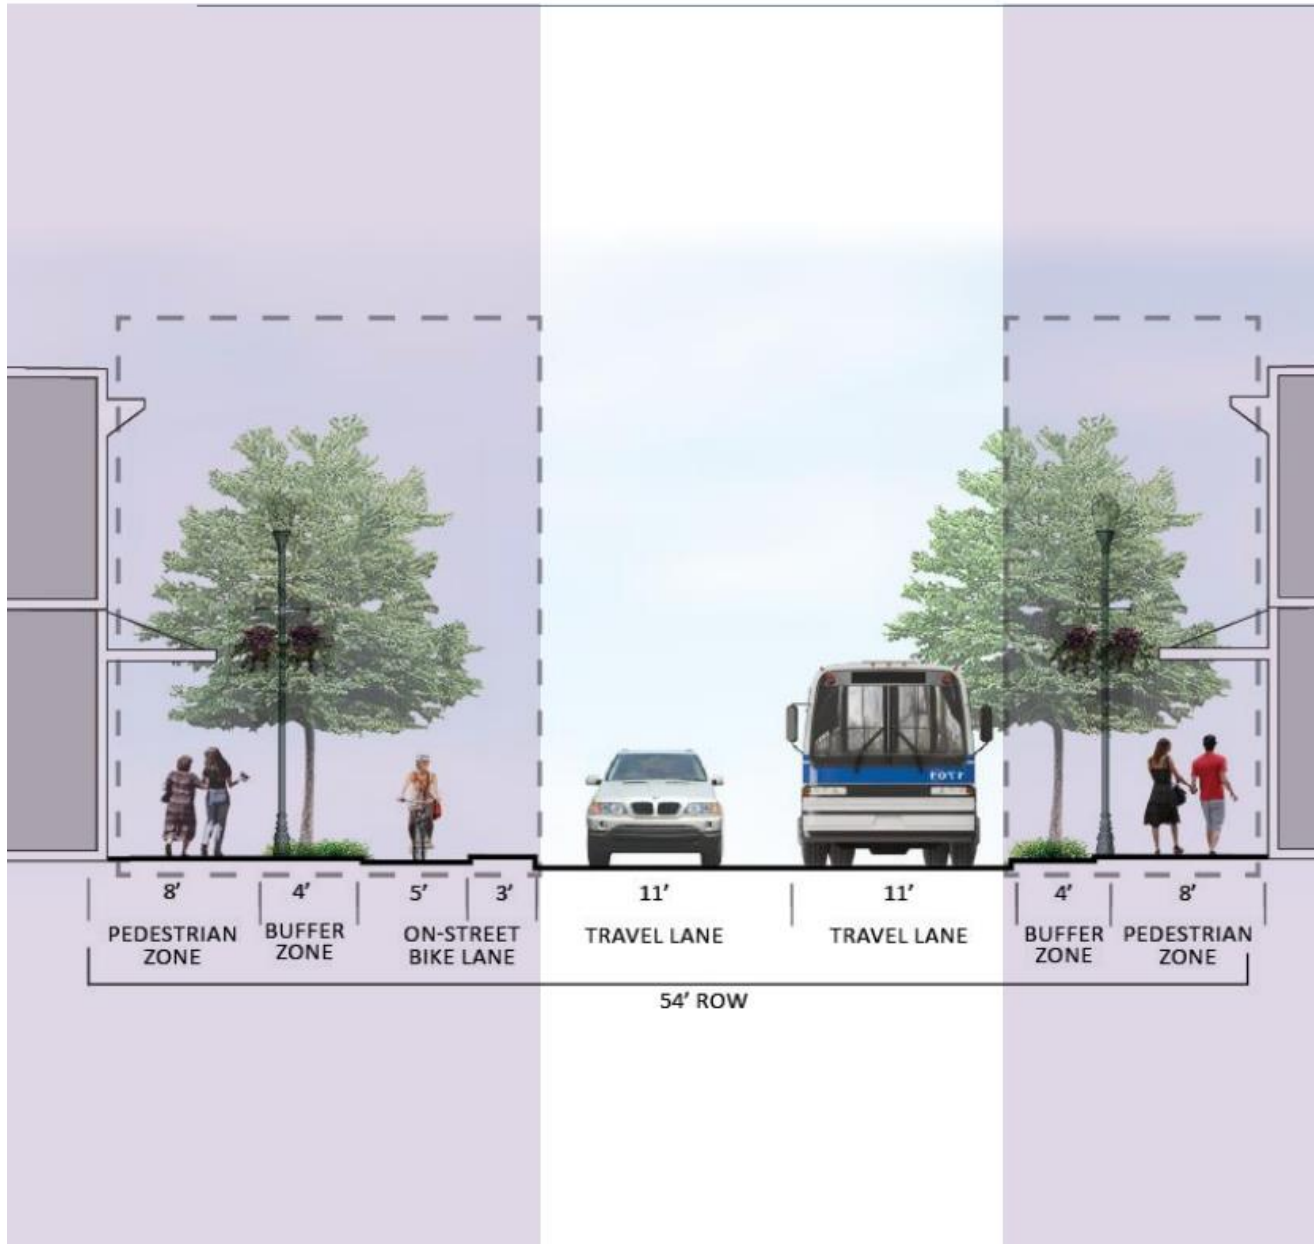 8' 4' 5' 3' 11' 11' 4' 8'
PEDESTRIAN
ZONE
BUFFER
ZONE
ON-STREET
BIKE LANE
TRAVEL LANE
TRAVEL LANE
BUFFER
ZONE
PEDESTRIAN
ZONE
54' ROW